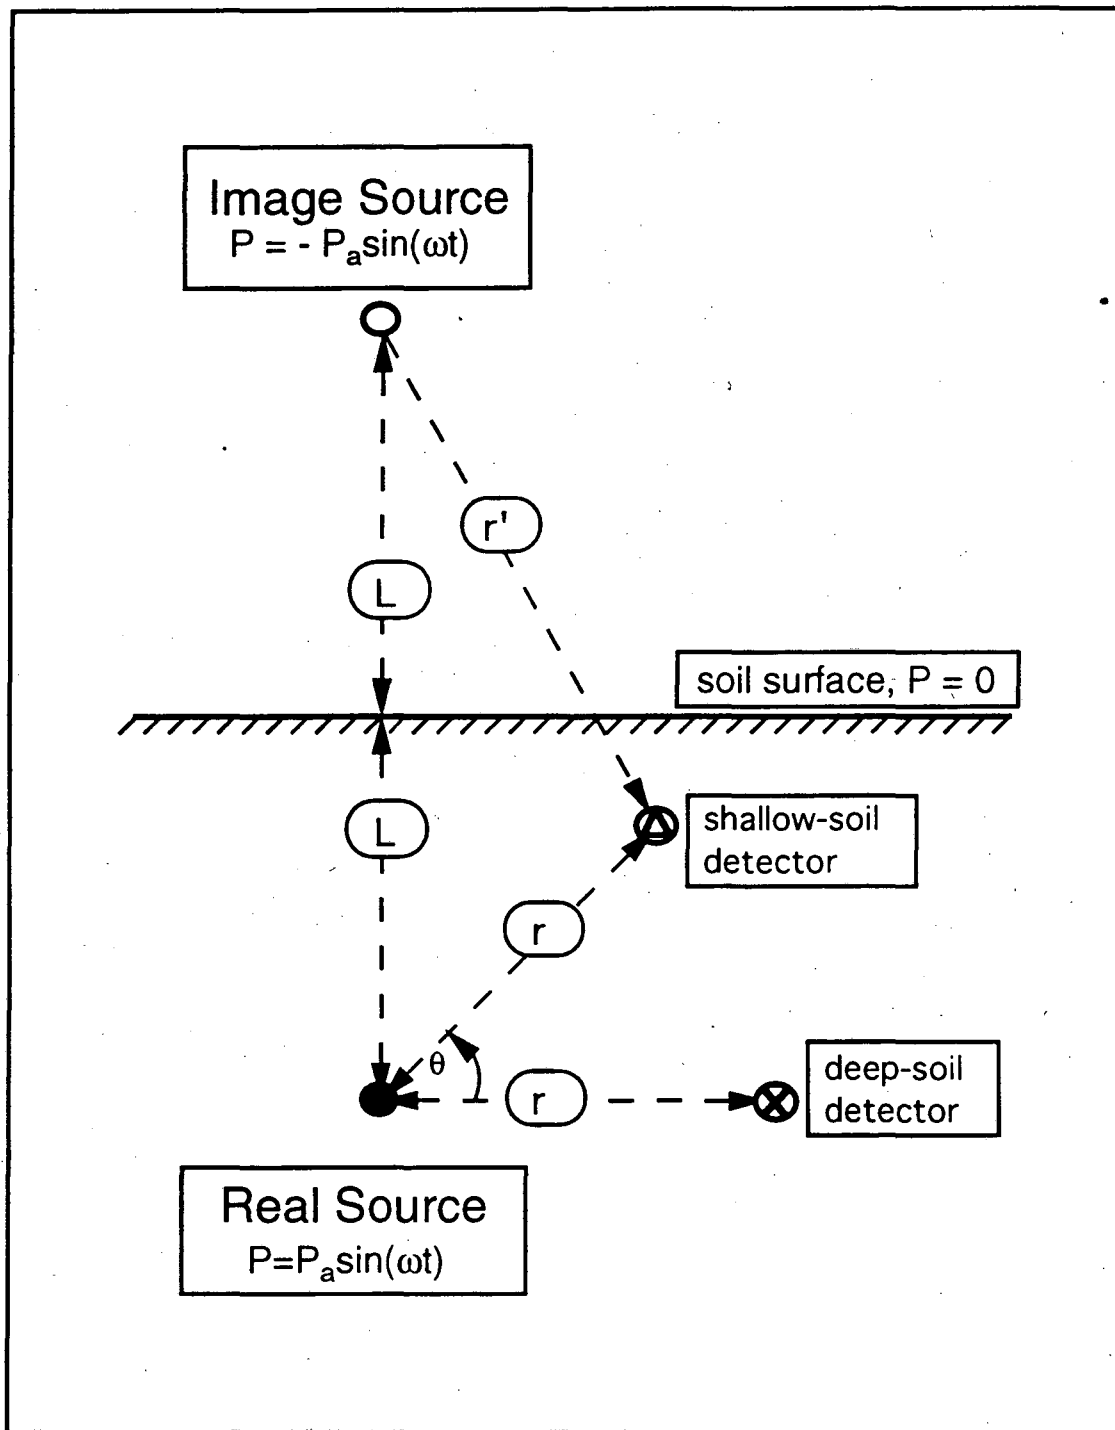 Image Source
P = - Pₐsin(ωt)
r'
L
soil surface, P = 0
L
shallow-soil
detector
r
θ
r
deep-soil
detector
Real Source
P=Pₐsin(ωt)